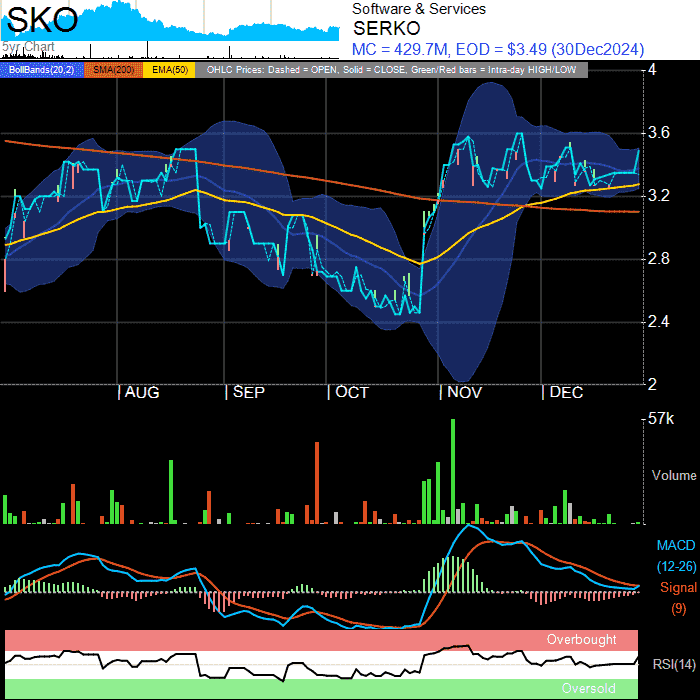 SKO
5yr Chart
Software & Services
SERKO
MC = 429.7M, EOD = $3.49 (30Dec2024)
BollBands(20,2) SMA(200) EMA(50) OHLC Prices: Dashed = OPEN, Solid = CLOSE, Green/Red bars = Intra-day HIGH/LOW
4
3.6
3.2
2.8
2.4
2
AUG SEP OCT NOV DEC
57k
Volume
MACD
(12-26)
Signal
(9)
Overbought
RSI(14)
Oversold